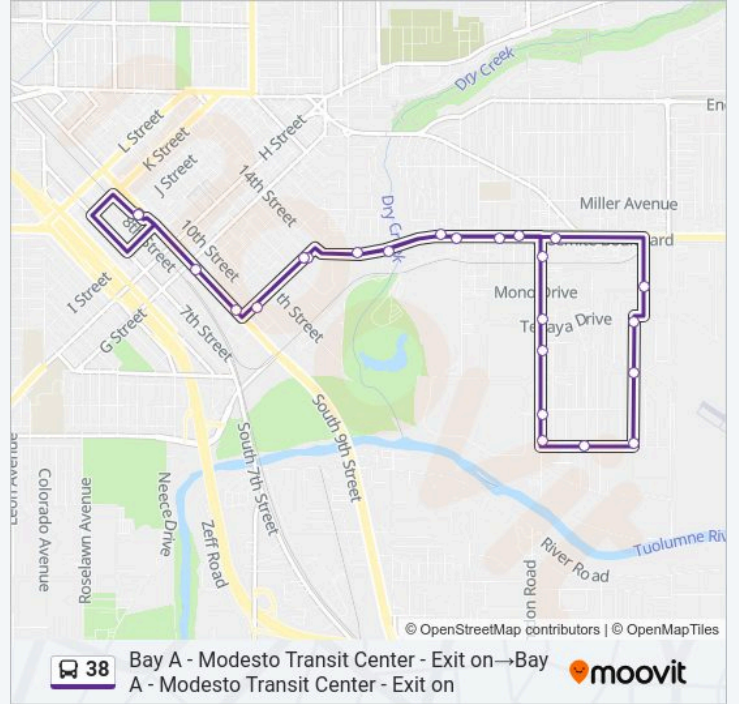 Dry Creek
En
L Street
K Street
J Street
H Street
14th Street
Miller Avenue
Dry Creek
10th Street
8th Street
I Street
Mono Drive
G Street
7th Street
th Street
Drive
South 9th Street
South 7th Street
Colorado Avenue
Roselawn Avenue
Neece Drive
Zeff Road
Tuolumne Riv
River Road
on Road
© OpenStreetMap contributors | © OpenMapTiles
38
Bay A - Modesto Transit Center - Exit on→Bay
A - Modesto Transit Center - Exit on
moovit